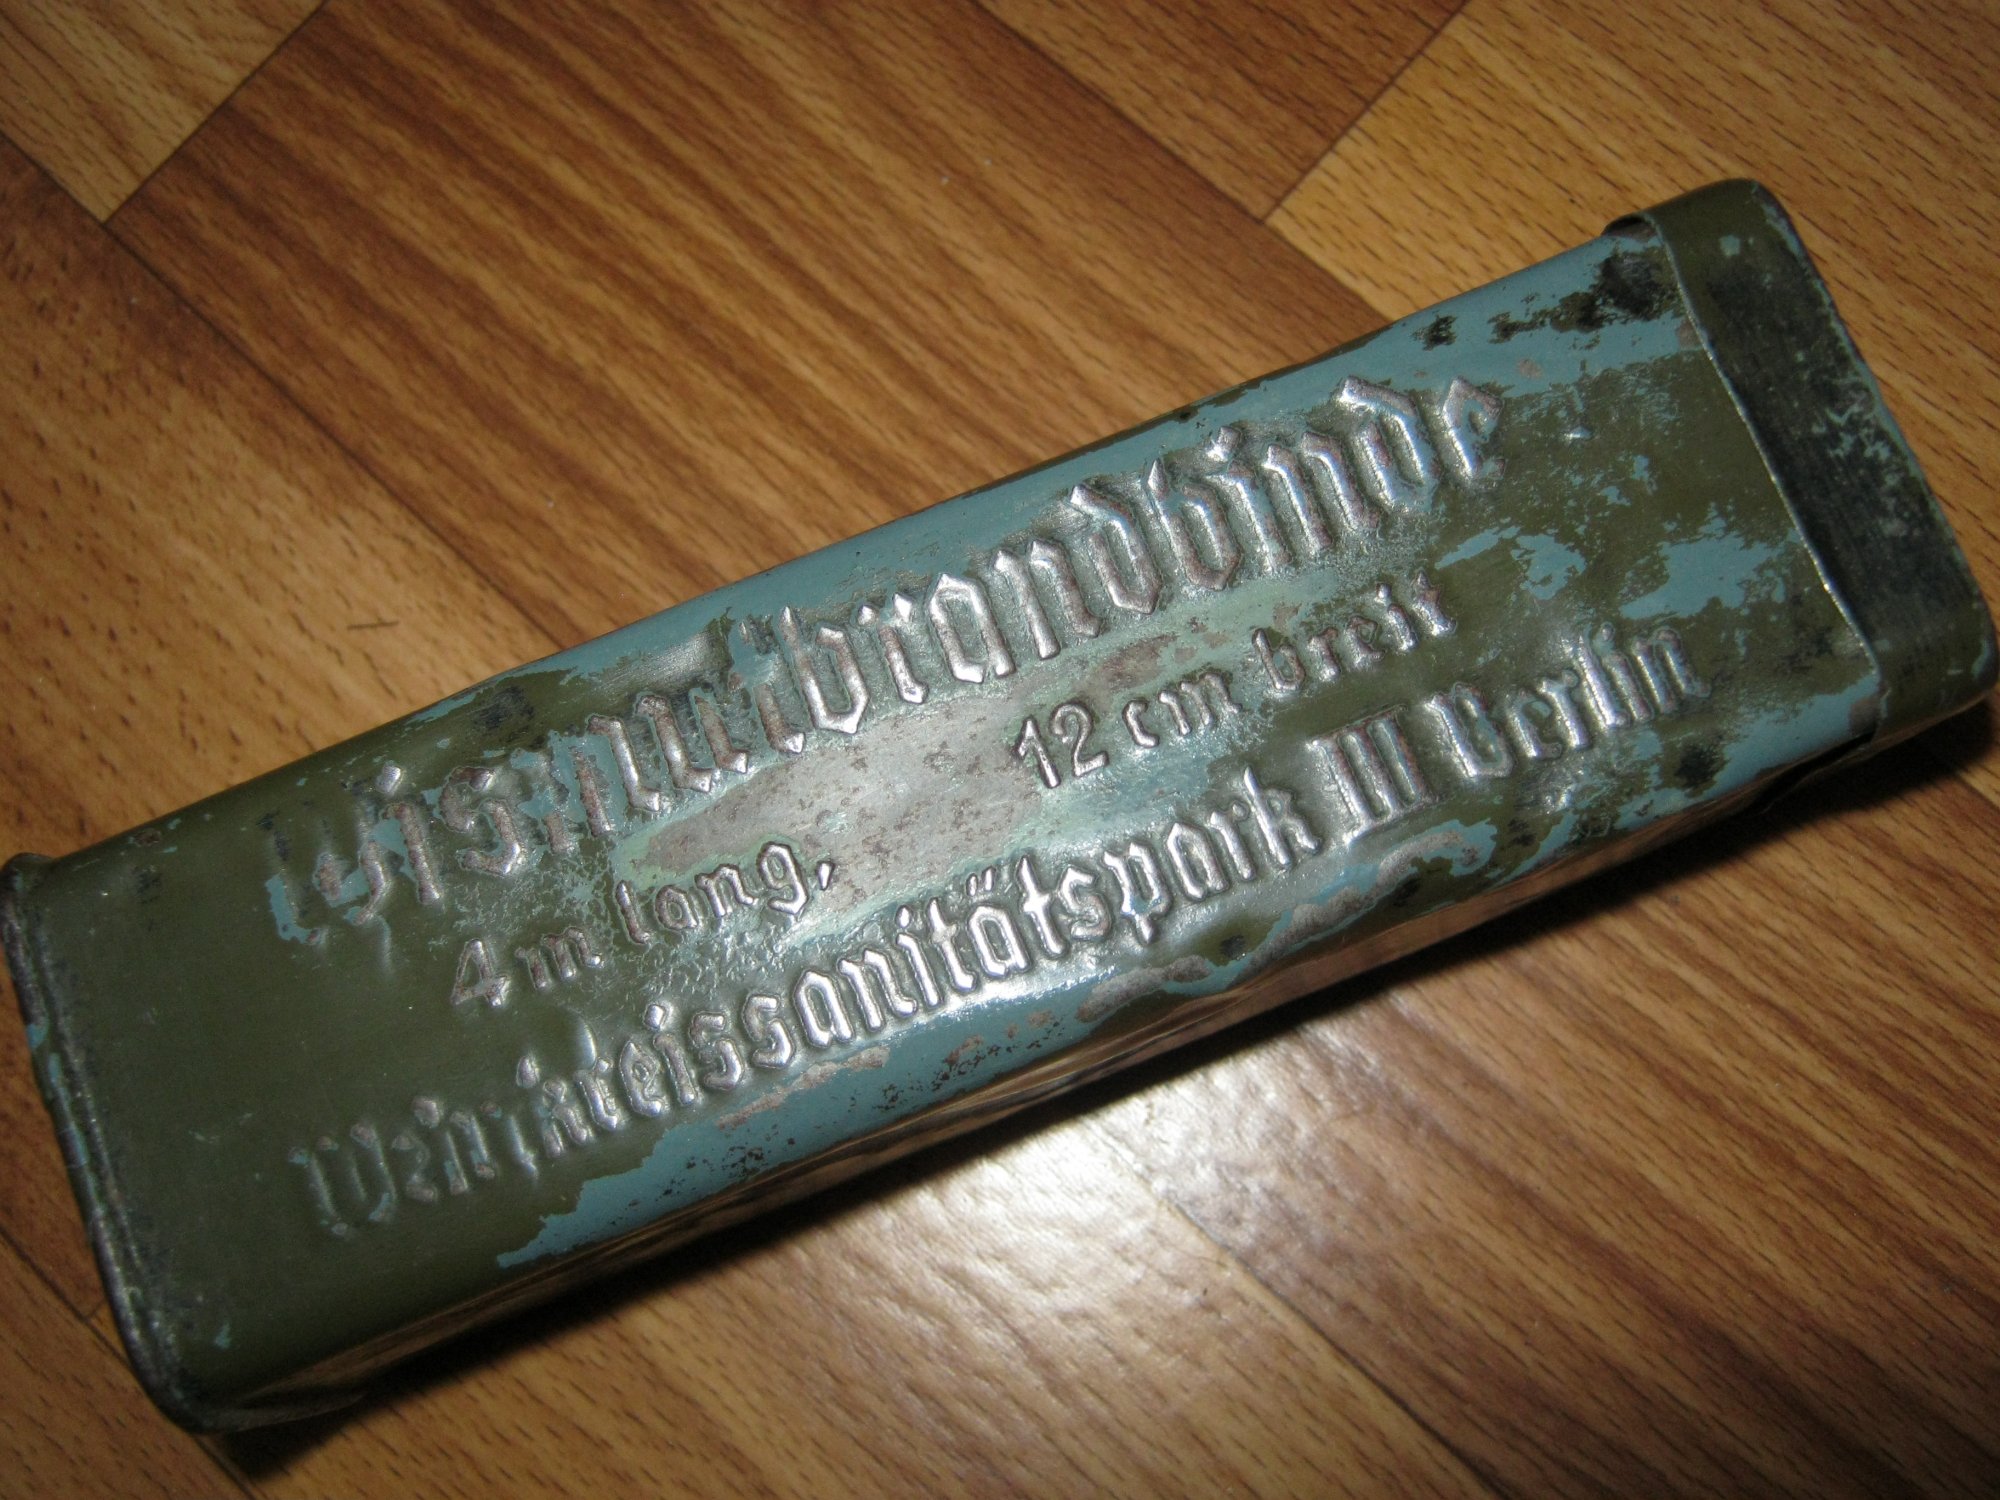 Wismutbrandbinde
4 m lang, 12 cm breit
Wehrkreissanitätspark III Berlin